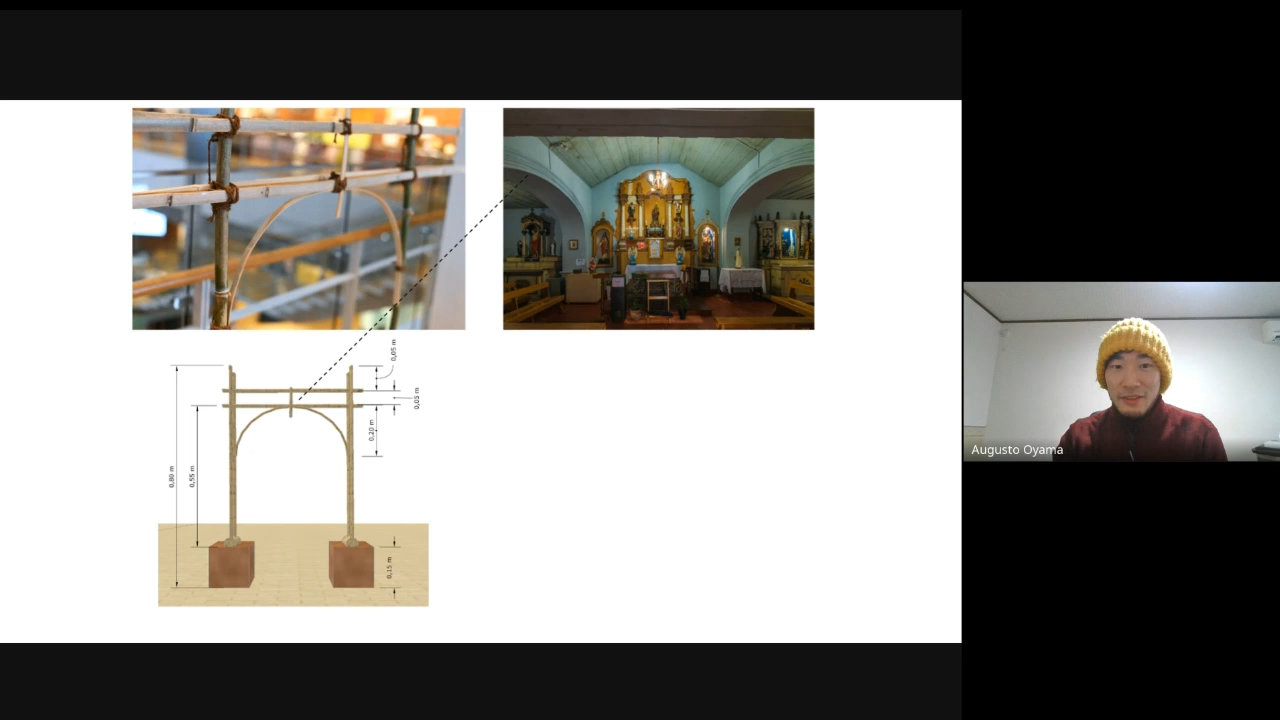 0,05 m
0,05 m
0,20 m
0,80 m
0,55 m
0,15 m
Augusto Oyama